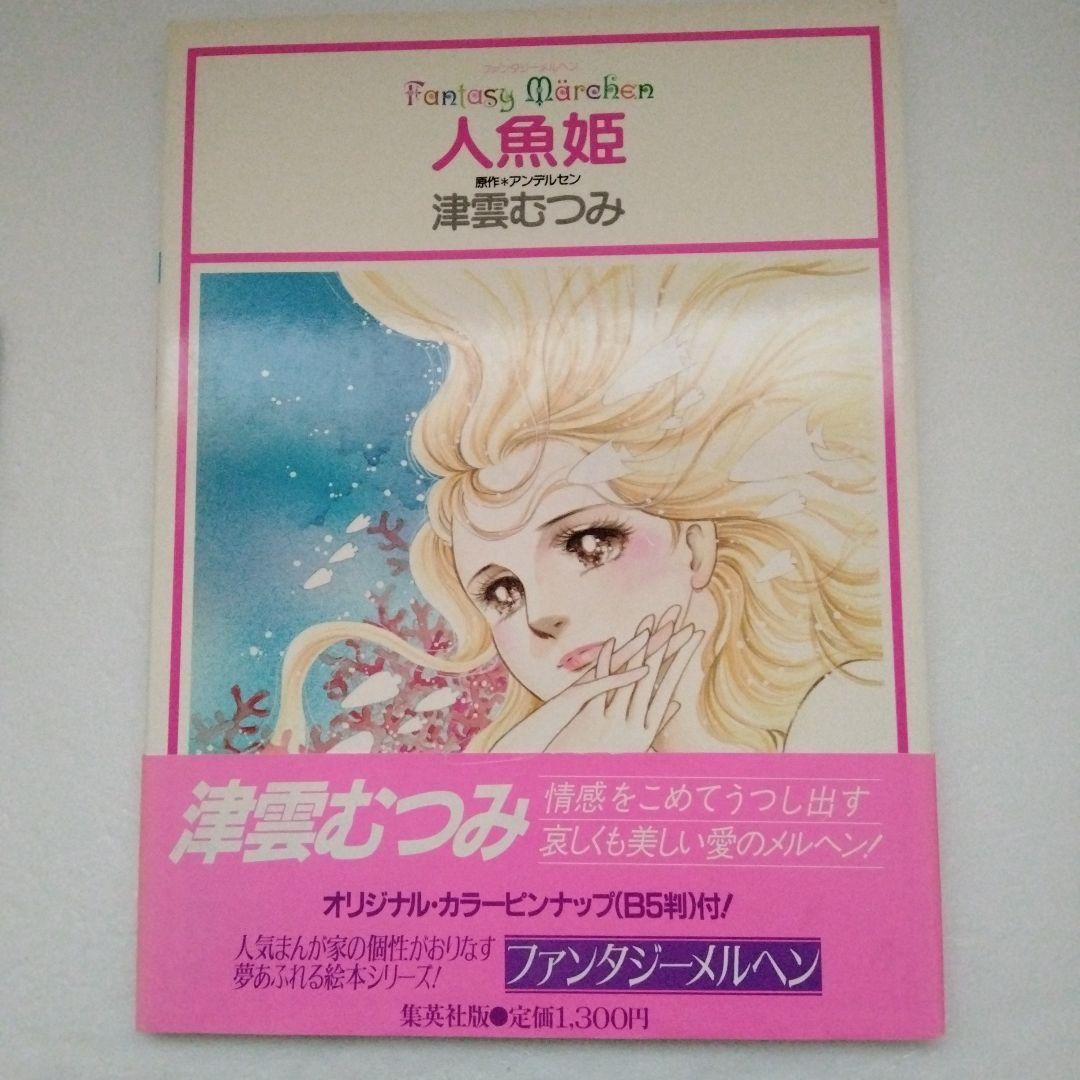 ファンタジーメルヘン
Fantasy Märchen
人魚姫
原作*アンデルセン
津雲むつみ
津雲むつみ
情感をこめてうつし出す
哀しくも美しい愛のメルヘン!
オリジナル・カラーピンナップ(B5判)付!
人気まんが家の個性がおりなす
夢あふれる絵本シリーズ!
ファンタジーメルヘン
集英社版●定価1,300円